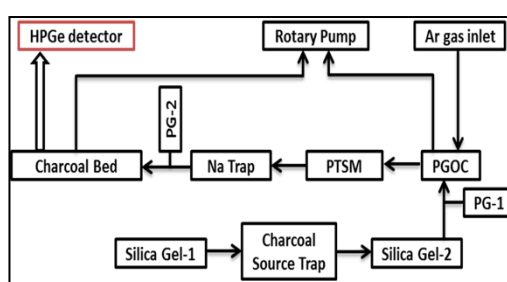 HPGe detector
Rotary Pump
Ar gas inlet
PG-2
Charcoal Bed
Na Trap
PTSM
PGOC
PG-1
Silica Gel-1
Charcoal
Source Trap
Silica Gel-2